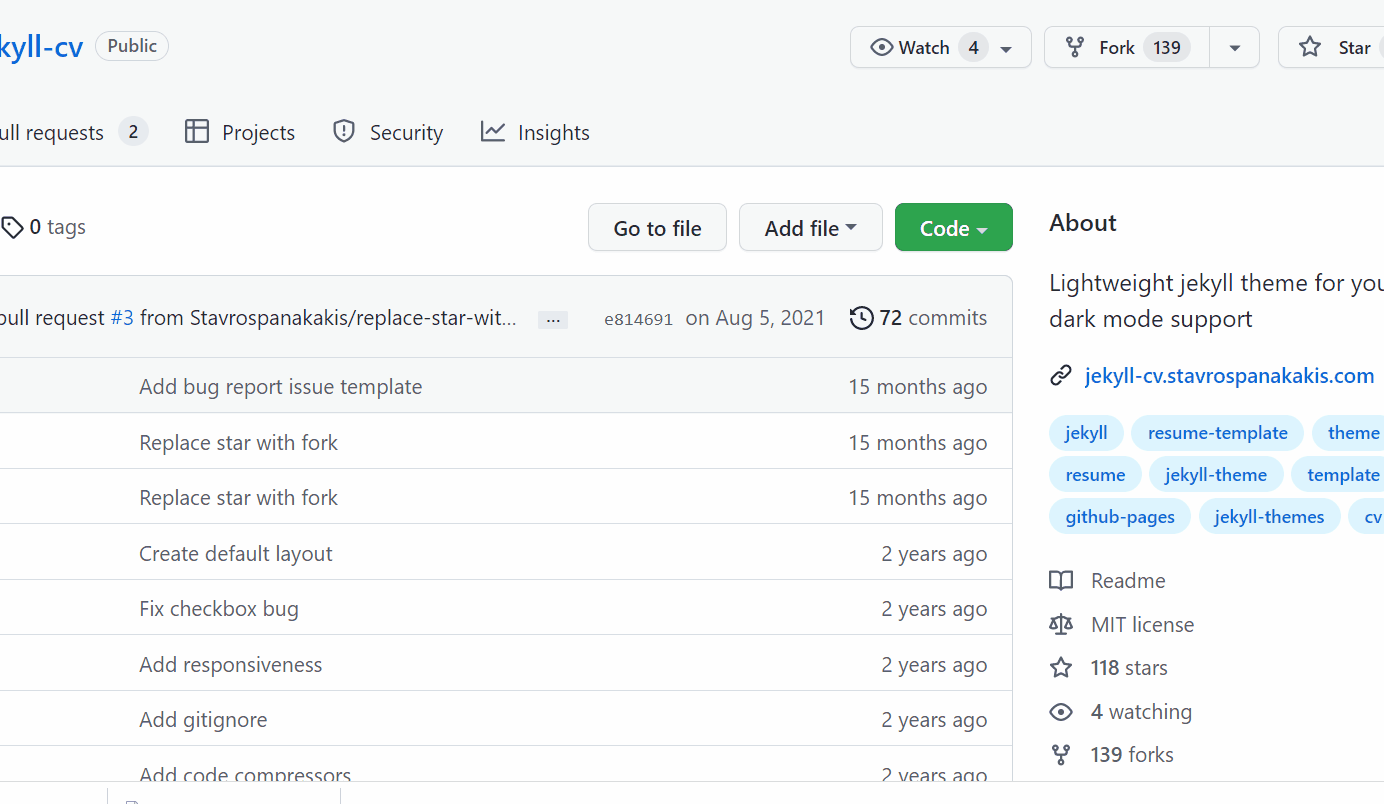 kyll-cv Public Watch 4 Fork 139 Star
ull requests 2 Projects Security Insights
0 tags Go to file Add file Code
pull request #3 from Stavrospanakakis/replace-star-wit... ... e814691 on Aug 5, 2021 72 commits
Add bug report issue template 15 months ago
Replace star with fork 15 months ago
Replace star with fork 15 months ago
Create default layout 2 years ago
Fix checkbox bug 2 years ago
Add responsiveness 2 years ago
Add gitignore 2 years ago
Add code compressors 2 years ago
About
Lightweight jekyll theme for you
dark mode support
jekyll-cv.stavrospanakakis.com
jekyll resume-template theme
resume jekyll-theme template
github-pages jekyll-themes cv
Readme
MIT license
118 stars
4 watching
139 forks